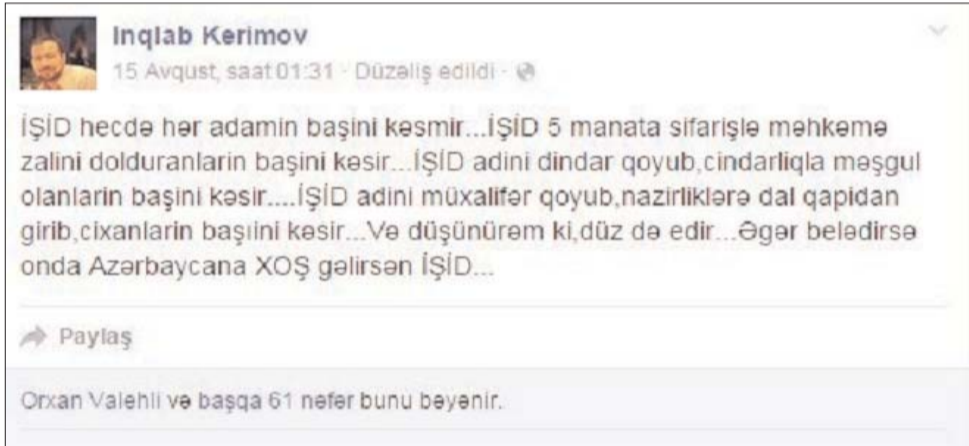 Inqlab Kerimov
15 Avqust, saat 01:31 · Düzəliş edildi ·
İŞİD hecdə hər adamin başini kəsmir...İŞİD 5 manata sifarişlə məhkəmə
zalini dolduranlarin başini kəsir...İŞİD adini dindar qoyub,cindarliqla məşgul
olanlarin başini kəsir....İŞİD adini müxalifər qoyub,nazirliklərə dal qapidan
girib,cixanlarin başıini kəsir...Və düşünürəm ki,düz də edir...Əgər belədirsə
onda Azərbaycana XOŞ gəlirsən İŞİD...
Paylaş
Orxan Valehli və başqa 61 nəfər bunu bəyənir.